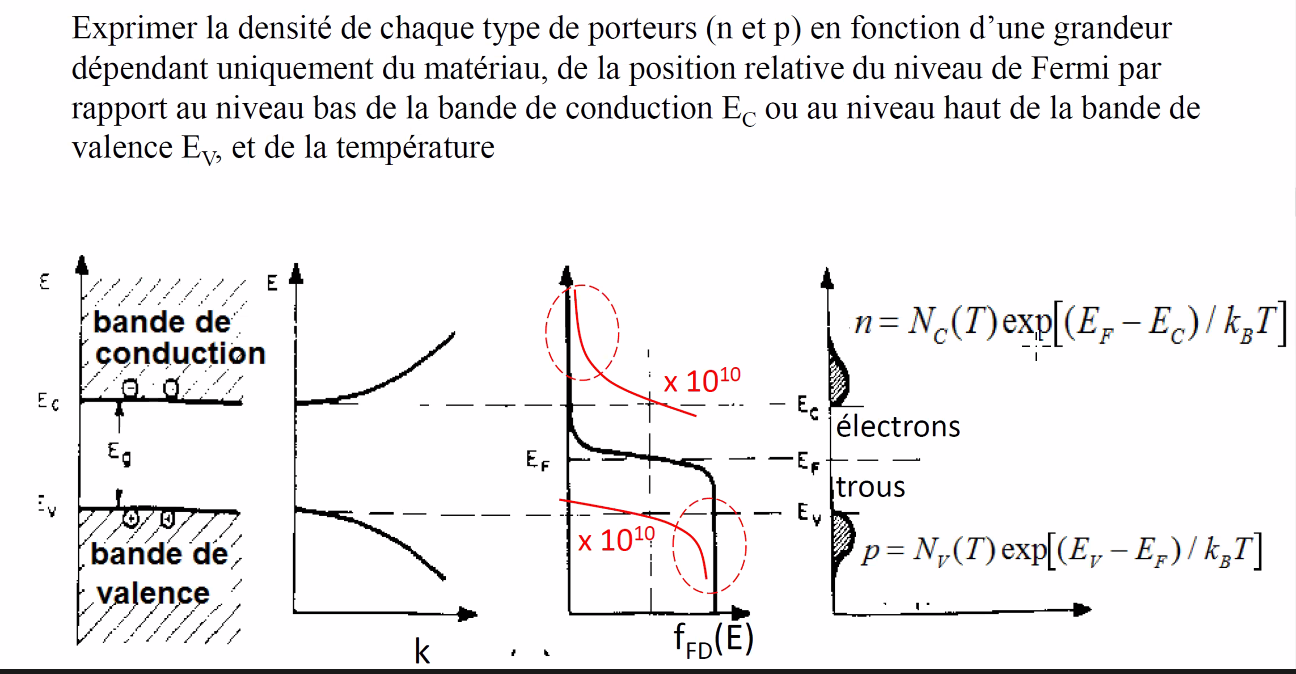 Exprimer la densité de chaque type de porteurs (n et p) en fonction d’une grandeur
dépendant uniquement du matériau, de la position relative du niveau de Fermi par
rapport au niveau bas de la bande de conduction E_C ou au niveau haut de la bande de
valence E_V, et de la température
ε
bande de
conduction
E_c
E_g
E_v
bande de
valence
E
k
x 10^10
E_F
x 10^10
f_FD(E)
n = N_C(T) exp[(E_F − E_C) / k_BT]
E_c
électrons
E_F
trous
E_v
p = N_V(T) exp[(E_V − E_F) / k_BT]